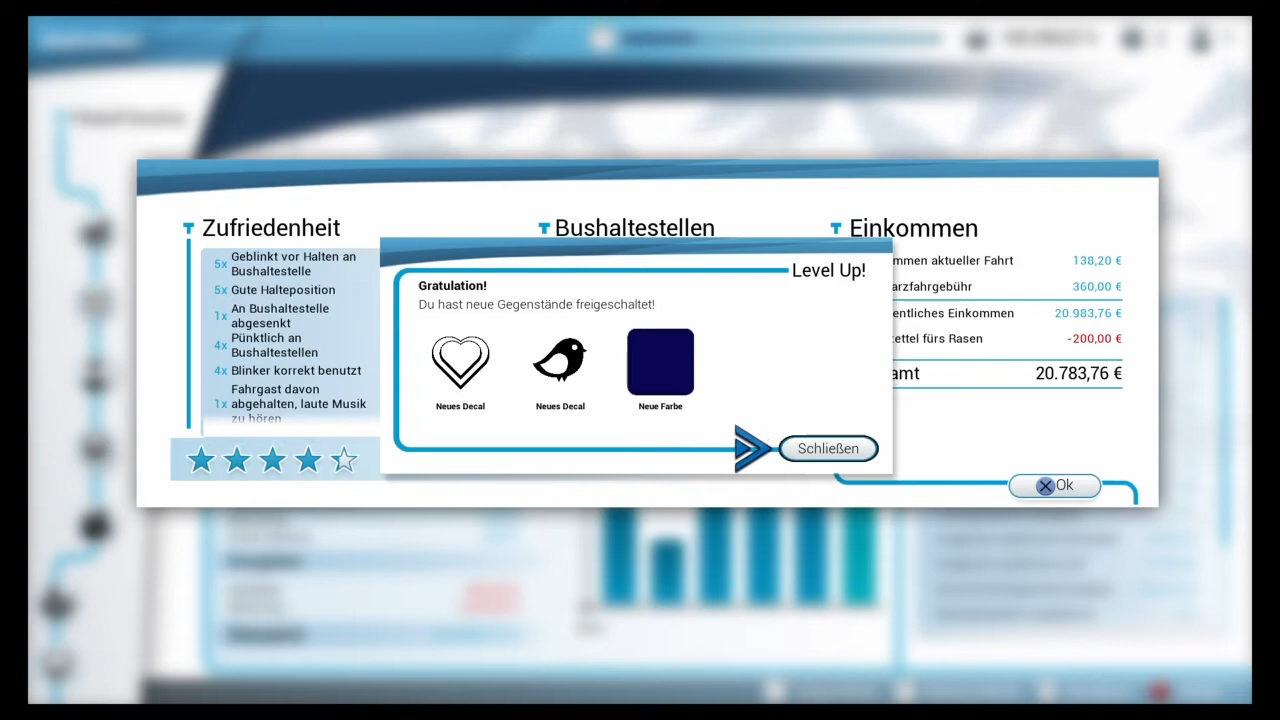 Zufriedenheit
Bushaltestellen
Einkommen
5x Geblinkt vor Halten an
Bushaltestelle
5x Gute Halteposition
1x An Bushaltestelle
abgesenkt
4x Pünktlich an
Bushaltestellen
4x Blinker korrekt benutzt
1x Fahrgast davon
abgehalten, laute Musik
zu hören
Level Up!
Gratulation!
Du hast neue Gegenstände freigeschaltet!
Neues Decal
Neues Decal
Neue Farbe
Schließen
mmen aktueller Fahrt 138,20 €
arzfahrgebühr 360,00 €
entliches Einkommen 20.983,76 €
ettel fürs Rasen -200,00 €
amt 20.783,76 €
Ok